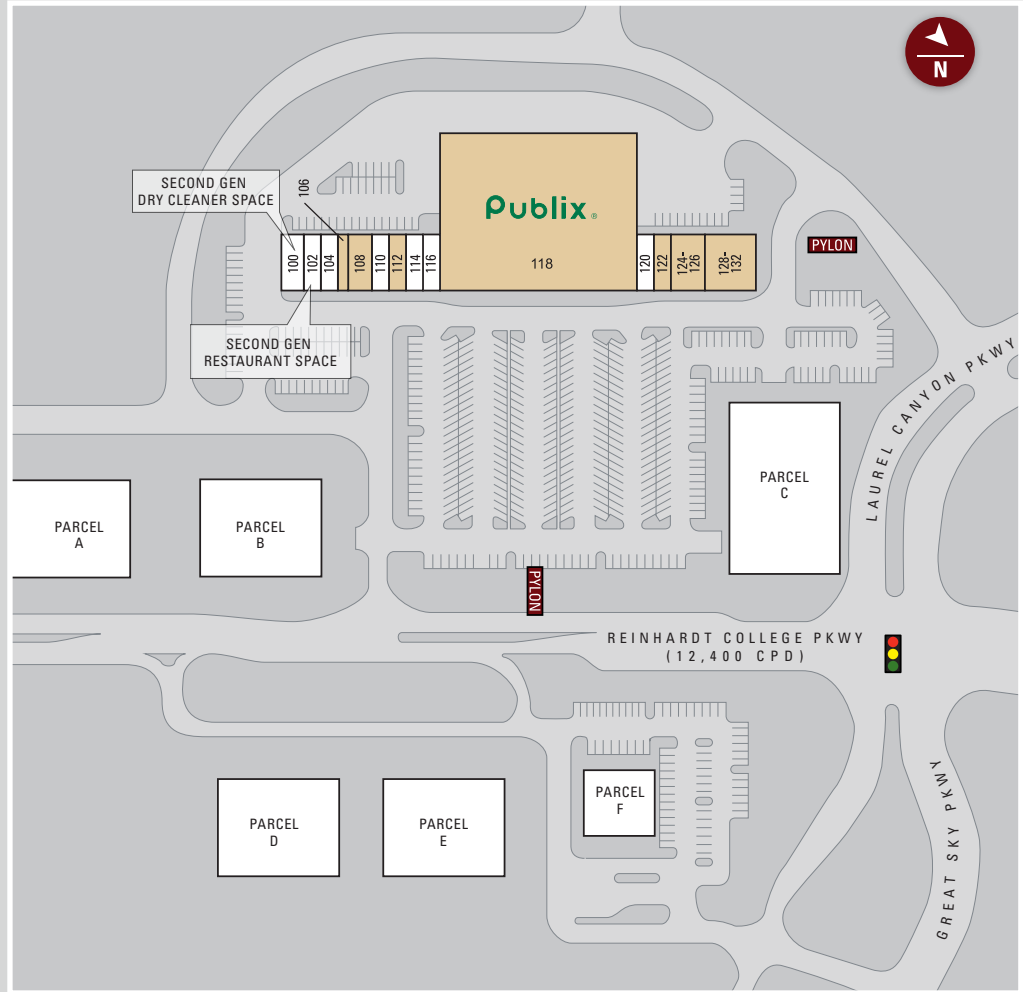 N
SECOND GEN
DRY CLEANER SPACE
106
Publix®
PYLON
100
102
104
108
110
112
114
116
118
120
122
124-
126
128-
132
SECOND GEN
RESTAURANT SPACE
LAUREL CANYON PKWY
PARCEL
A
PARCEL
B
PARCEL
C
PYLON
REINHARDT COLLEGE PKWY
(12,400 CPD)
PARCEL
D
PARCEL
E
PARCEL
F
GREAT SKY PKWY